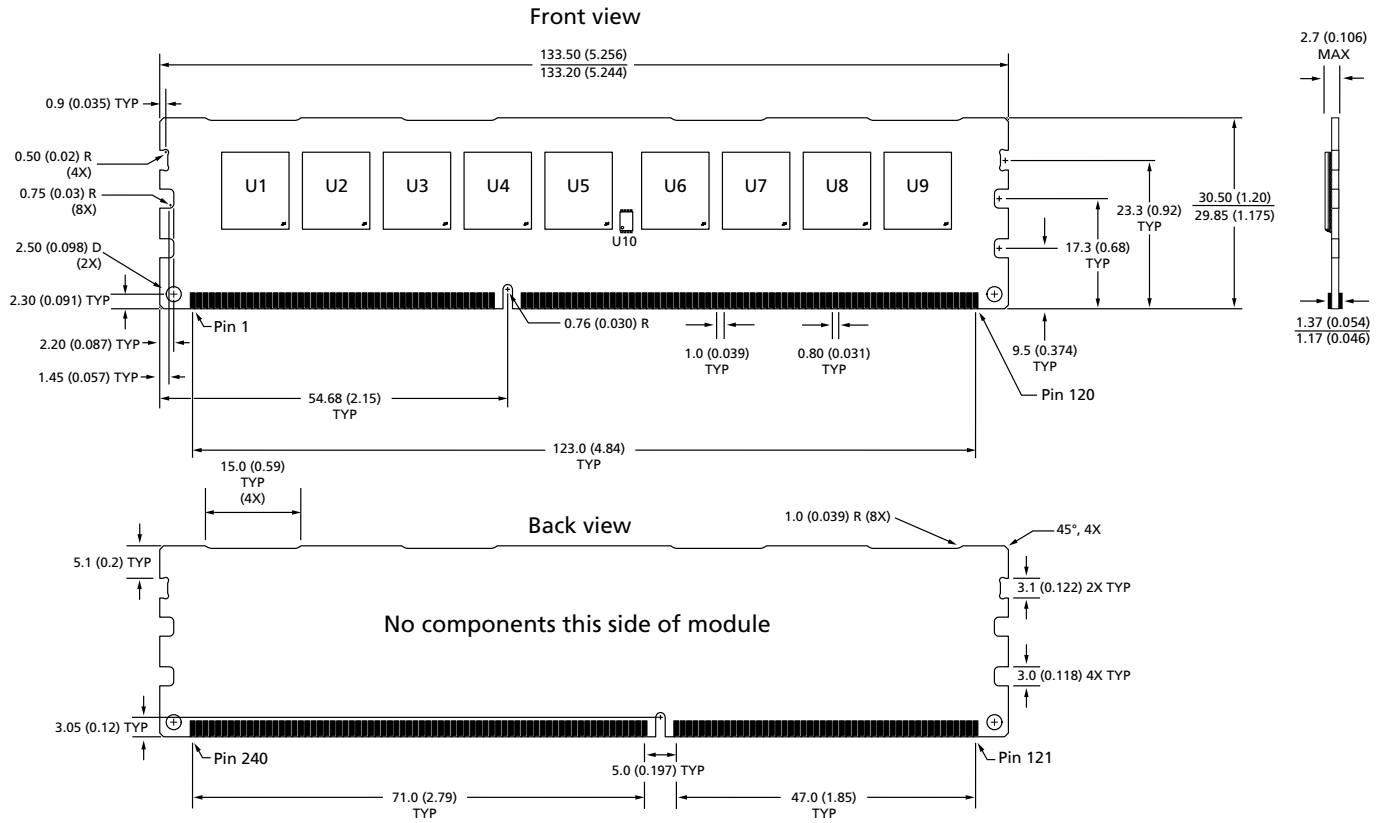 Front view
133.50 (5.256)
133.20 (5.244)
2.7 (0.106)
MAX
0.9 (0.035) TYP
0.50 (0.02) R
(4X)
0.75 (0.03) R
(8X)
2.50 (0.098) D
(2X)
2.30 (0.091) TYP
2.20 (0.087) TYP
1.45 (0.057) TYP
U1
U2
U3
U4
U5
U6
U7
U8
U9
U10
Pin 1
0.76 (0.030) R
1.0 (0.039)
TYP
0.80 (0.031)
TYP
23.3 (0.92)
TYP
17.3 (0.68)
TYP
30.50 (1.20)
29.85 (1.175)
9.5 (0.374)
TYP
1.37 (0.054)
1.17 (0.046)
Pin 120
54.68 (2.15)
TYP
123.0 (4.84)
TYP
15.0 (0.59)
TYP
(4X)
Back view
1.0 (0.039) R (8X)
45°, 4X
5.1 (0.2) TYP
3.1 (0.122) 2X TYP
No components this side of module
3.0 (0.118) 4X TYP
3.05 (0.12) TYP
Pin 240
5.0 (0.197) TYP
Pin 121
71.0 (2.79)
TYP
47.0 (1.85)
TYP